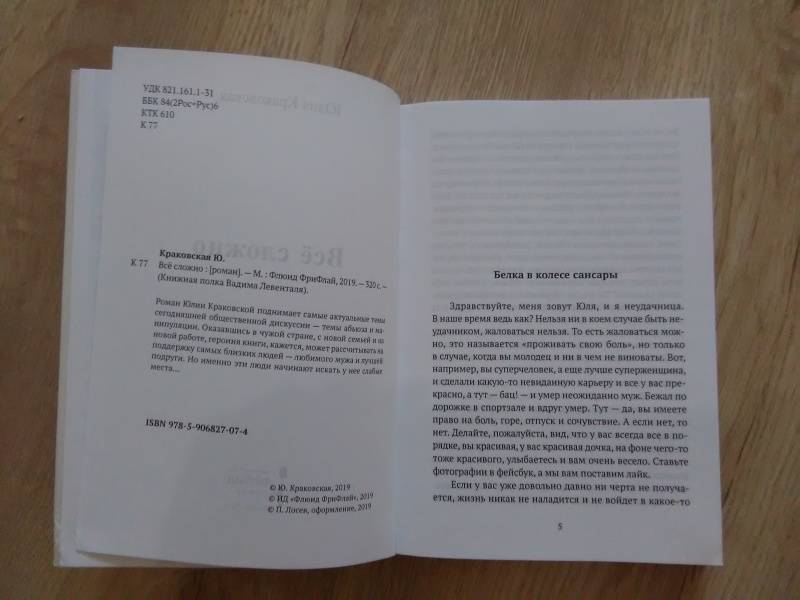 УДК 821.161.1-31
ББК 84(2Рос=Рус)6
КТК 610
К 77
Краковская Ю.
К 77 Всё сложно : [роман]. — М. : Флюид ФриФлай, 2019. — 320 с. —
(Книжная полка Вадима Левенталя).
Роман Юлии Краковской поднимает самые актуальные темы
сегодняшней общественной дискуссии — темы абьюза и ма-
нипуляции. Оказавшись в чужой стране, с новой семьей и на
новой работе, героиня книги, кажется, может рассчитывать на
поддержку самых близких людей — любимого мужа и лучшей
подруги. Но именно эти люди начинают искать у нее слабые
места...
ISBN 978-5-906827-07-4
© Ю. Краковская, 2019
© ИД «Флюид ФриФлай», 2019
© П. Лосев, оформление, 2019
Белка в колесе сансары
Здравствуйте, меня зовут Юля, и я неудачница.
В наше время ведь как? Нельзя ни в коем случае быть не-
удачником, жаловаться нельзя. То есть жаловаться мож-
но, это называется «проживать свою боль», но только
в случае, когда вы молодец и ни в чем не виноваты. Вот,
например, вы суперчеловек, а еще лучше суперженщина,
и сделали какую-то невиданную карьеру и все у вас пре-
красно, а тут — бац! — и умер неожиданно муж. Бежал по
дорожке в спортзале и вдруг умер. Тут — да, вы имеете
право на боль, горе, отпуск и сочувствие. А если нет, то
нет. Делайте, пожалуйста, вид, что у вас всегда все в по-
рядке, вы красивая, у вас красивая дочка, на фоне чего-то
тоже красивого, улыбаетесь и вам очень весело. Ставьте
фотографии в фейсбук, а мы вам поставим лайк.
Если у вас уже довольно давно ни черта не получа-
ется, жизнь никак не наладится и не войдет в какое-то
5